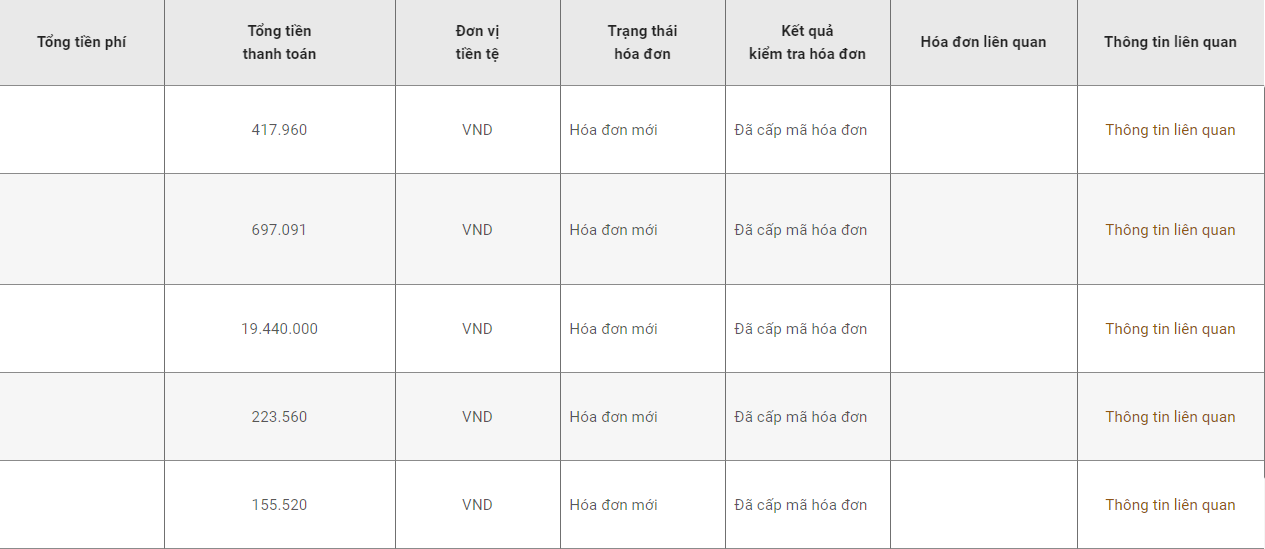 Tổng tiền phí
Tổng tiền
thanh toán
Đơn vị
tiền tệ
Trạng thái
hóa đơn
Kết quả
kiểm tra hóa đơn
Hóa đơn liên quan
Thông tin liên quan
417.960 VND Hóa đơn mới Đã cấp mã hóa đơn Thông tin liên quan
697.091 VND Hóa đơn mới Đã cấp mã hóa đơn Thông tin liên quan
19.440.000 VND Hóa đơn mới Đã cấp mã hóa đơn Thông tin liên quan
223.560 VND Hóa đơn mới Đã cấp mã hóa đơn Thông tin liên quan
155.520 VND Hóa đơn mới Đã cấp mã hóa đơn Thông tin liên quan